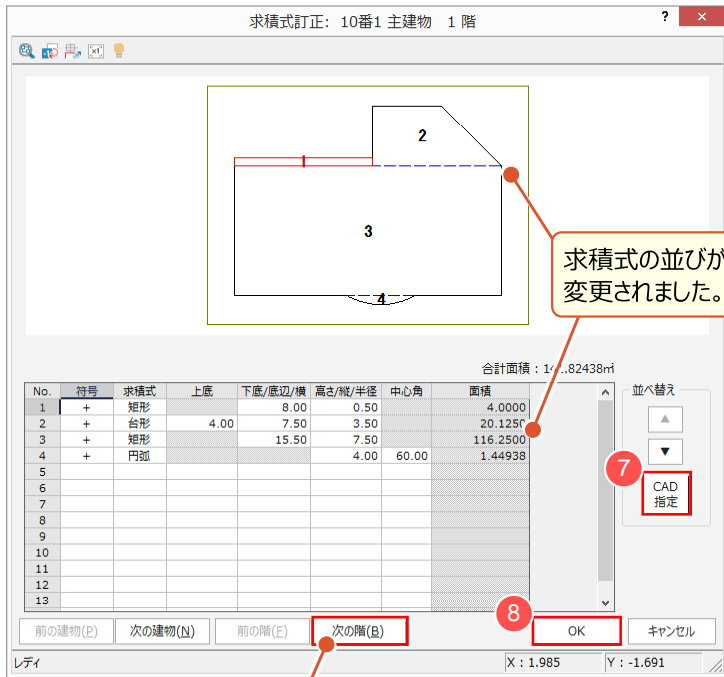 求積式訂正: 10番1 主建物 1 階
?
×
2
1
3
4
求積式の並びが
変更されました。
合計面積 : 14 .82438㎡
No. 符号 求積式 上底 下底/底辺/横 高さ/縦/半径 中心角 面積
1 + 矩形 8.00 0.50 4.0000
2 + 台形 4.00 7.50 3.50 20.1250
3 + 矩形 15.50 7.50 116.2500
4 + 円弧 4.00 60.00 1.44938
5
6
7
8
9
10
11
12
13
並べ替え
▲
▼
7
CAD
指定
8
前の建物(P) 次の建物(N) 前の階(F) 次の階(B) OK キャンセル
レディ X : 1.985 Y : -1.691